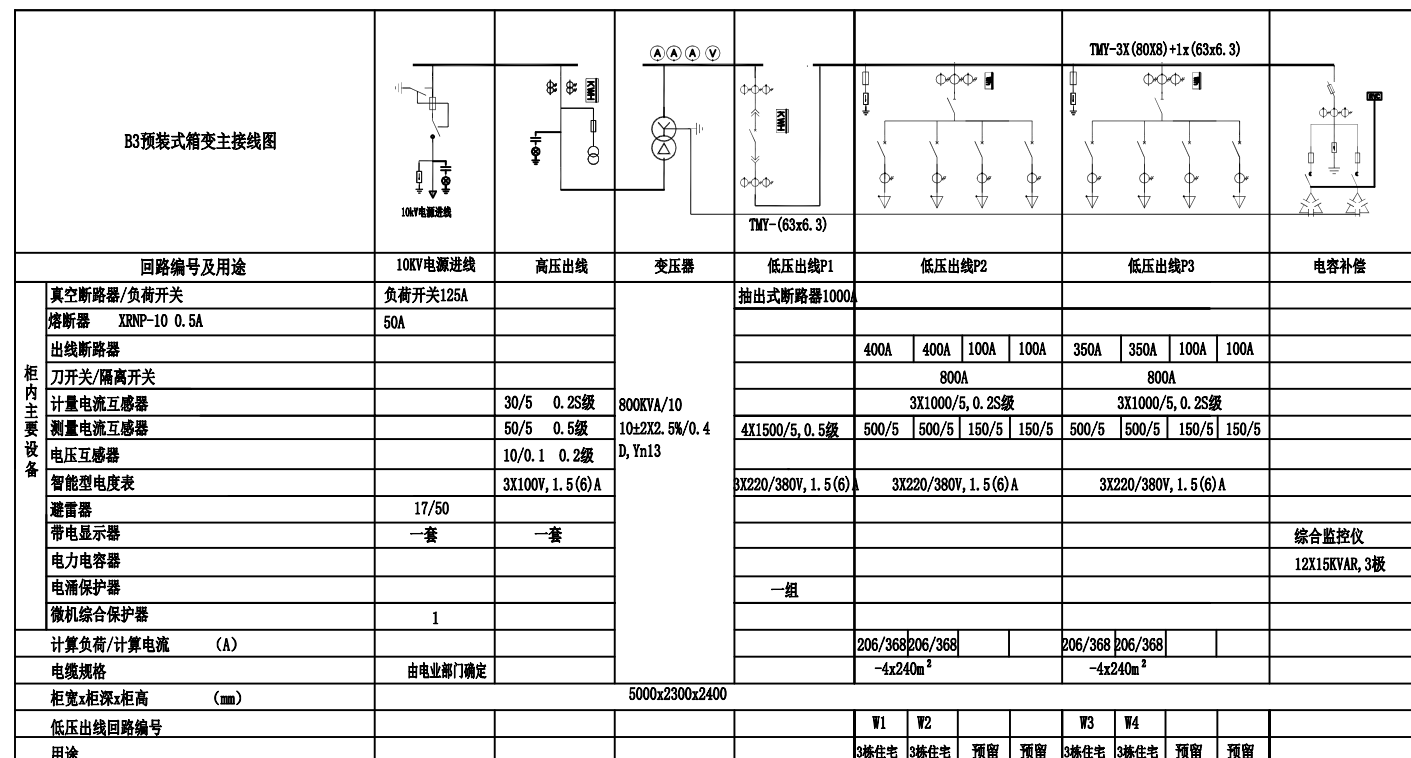 TMY-3X(80X8)+1x(63x6.3)
A A A V
KWH
KWH
B3预装式箱变主接线图
10kV电源进线
TMY-(63x6.3)
回路编号及用途 10KV电源进线 高压出线 变压器 低压出线P1 低压出线P2 低压出线P3 电容补偿
柜内主要设备
真空断路器/负荷开关 负荷开关125A 抽出式断路器1000A
熔断器 XRNP-10 0.5A 50A
出线断路器 400A 400A 100A 100A 350A 350A 100A 100A
刀开关/隔离开关 800A 800A
计量电流互感器 30/5 0.2S级 800KVA/10 3X1000/5,0.2S级 3X1000/5,0.2S级
测量电流互感器 50/5 0.5级 10±2X2.5%/0.4 4X1500/5,0.5级 500/5 500/5 150/5 150/5 500/5 500/5 150/5 150/5
电压互感器 10/0.1 0.2级 D,Yn13
智能型电度表 3X100V,1.5(6)A 3X220/380V,1.5(6)A 3X220/380V,1.5(6)A 3X220/380V,1.5(6)A
避雷器 17/50
带电显示器 一套 一套 综合监控仪
电力电容器 12X15KVAR,3极
电涌保护器 一组
微机综合保护器 1
计算负荷/计算电流 (A) 206/368 206/368 206/368 206/368
电缆规格 由电业部门确定 -4x240m² -4x240m²
柜宽x柜深x柜高 (mm) 5000x2300x2400
低压出线回路编号 W1 W2 W3 W4
用途 3栋住宅 3栋住宅 预留 预留 3栋住宅 3栋住宅 预留 预留